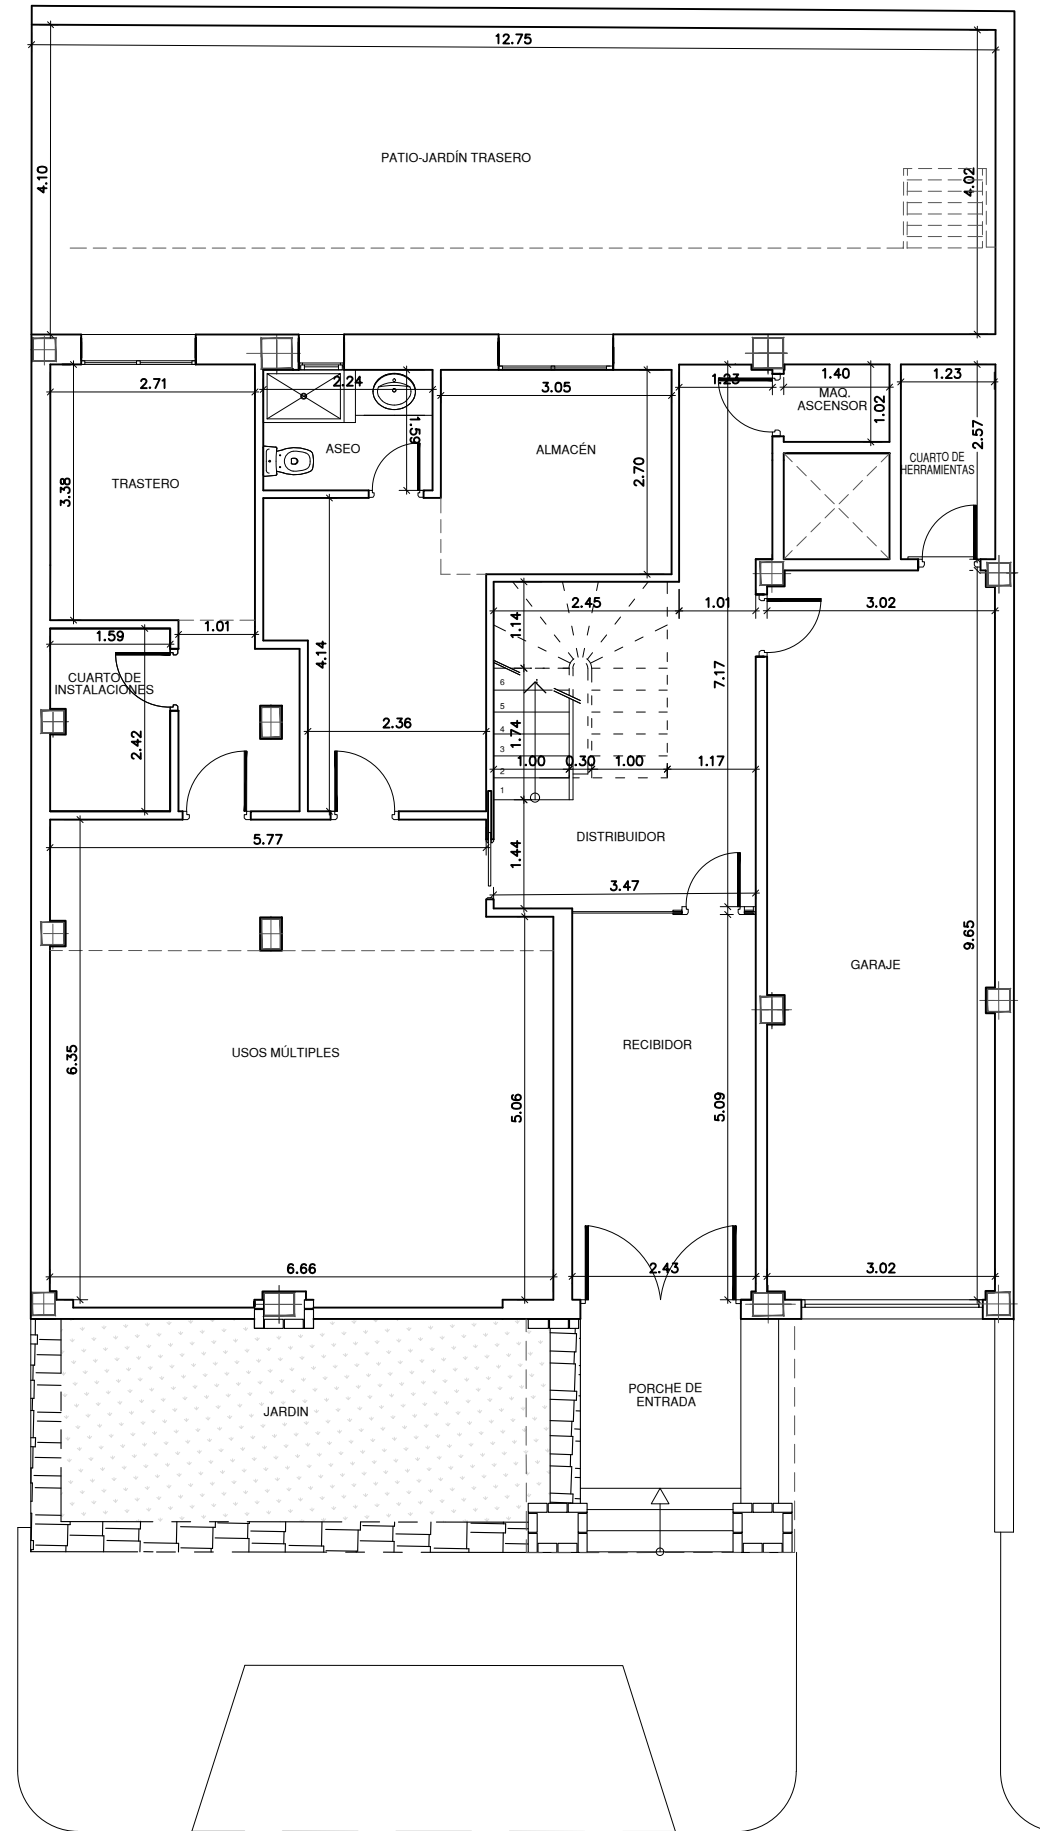 12.75
PATIO-JARDÍN TRASERO
4.10
4.02
2.71
2.24
3.05
1.23
1.40
1.23
MAQ.
ASCENSOR
1.02
1.59
ASEO
ALMACÉN
2.57
CUARTO DE
HERRAMIENTAS
TRASTERO
3.38
2.70
2.45
1.01
3.02
1.14
1.59
1.01
4.14
7.17
CUARTO DE
INSTALACIONES
6
5
4
3
2
1
2.42
2.36
1.74
1.00
0.30
1.00
1.17
5.77
DISTRIBUIDOR
1.44
3.47
9.65
GARAJE
6.35
USOS MÚLTIPLES
RECIBIDOR
5.06
5.09
6.66
2.43
3.02
PORCHE DE
ENTRADA
JARDIN